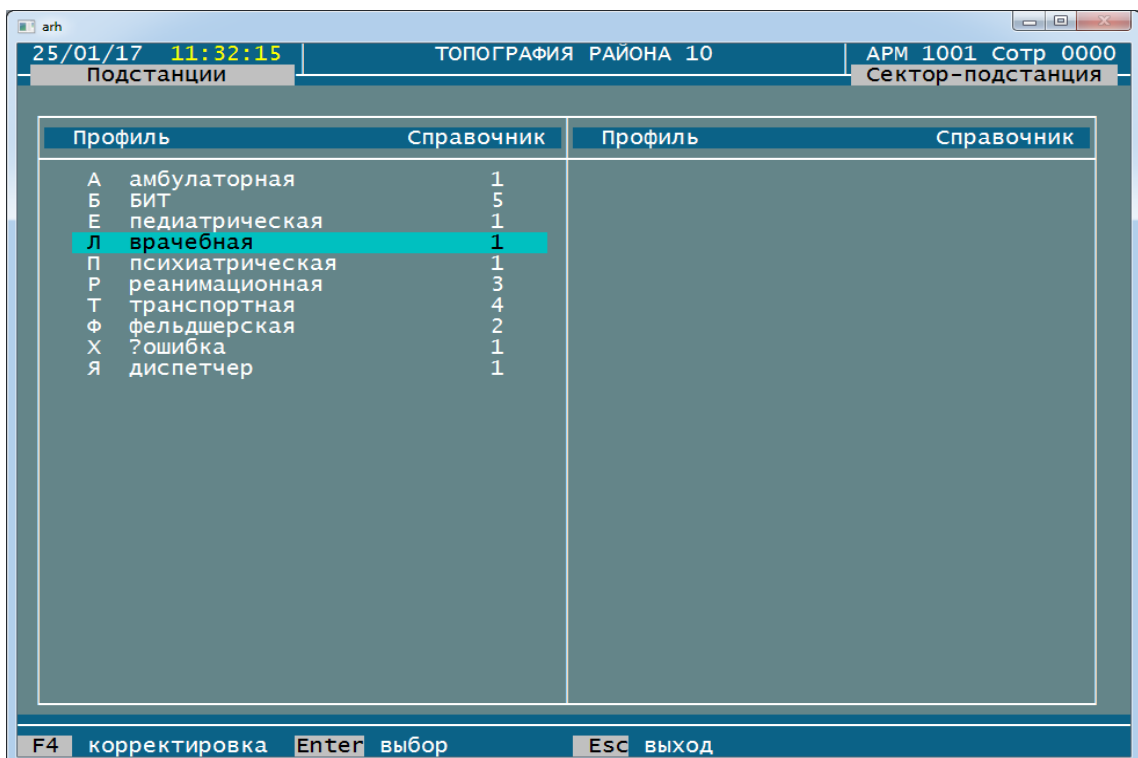 arh
25/01/17 11:32:15 ТОПОГРАФИЯ РАЙОНА 10 АРМ 1001 Сотр 0000
Подстанции Сектор-подстанция
Профиль Справочник Профиль Справочник
А амбулаторная 1
Б БИТ 5
Е педиатрическая 1
Л врачебная 1
П психиатрическая 1
Р реанимационная 3
Т транспортная 4
Ф фельдшерская 2
Х ?ошибка 1
Я диспетчер 1
F4 корректировка Enter выбор Esc выход